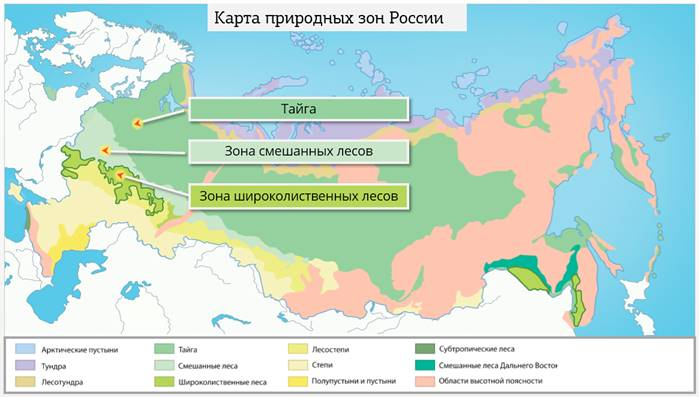 Карта природных зон России
Тайга
Зона смешанных лесов
Зона широколиственных лесов
Арктические пустыни
Тайга
Лесостепи
Субтропические леса
Тундра
Смешанные леса
Степи
Смешанные леса Дальнего Восток
Лесотундра
Широколиственные леса
Полупустыни и пустыни
Области высотной поясности